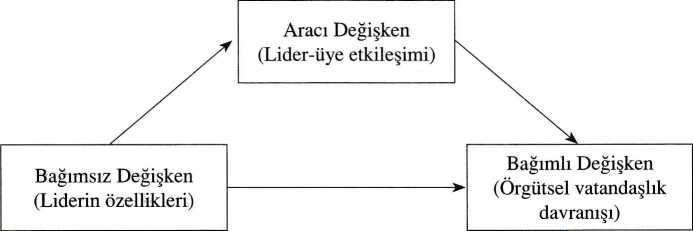 Aracı Değişken
(Lider-üye etkileşimi)
Bağımsız Değişken
(Liderin özellikleri)
Bağımlı Değişken
(Örgütsel vatandaşlık
davranışı)